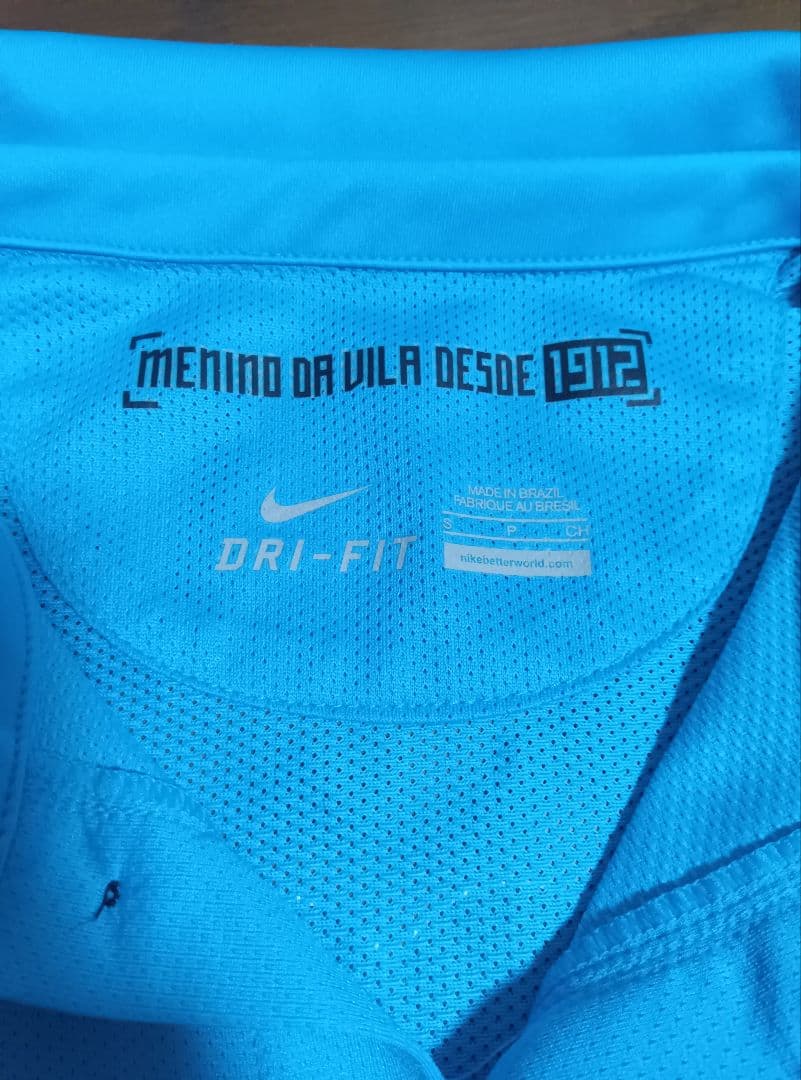 MENINO DA VILA DESDE 1912
DRI-FIT
MADE IN BRAZIL
FABRIQUE AU BRESIL
S P CH
nikebetterworld.com